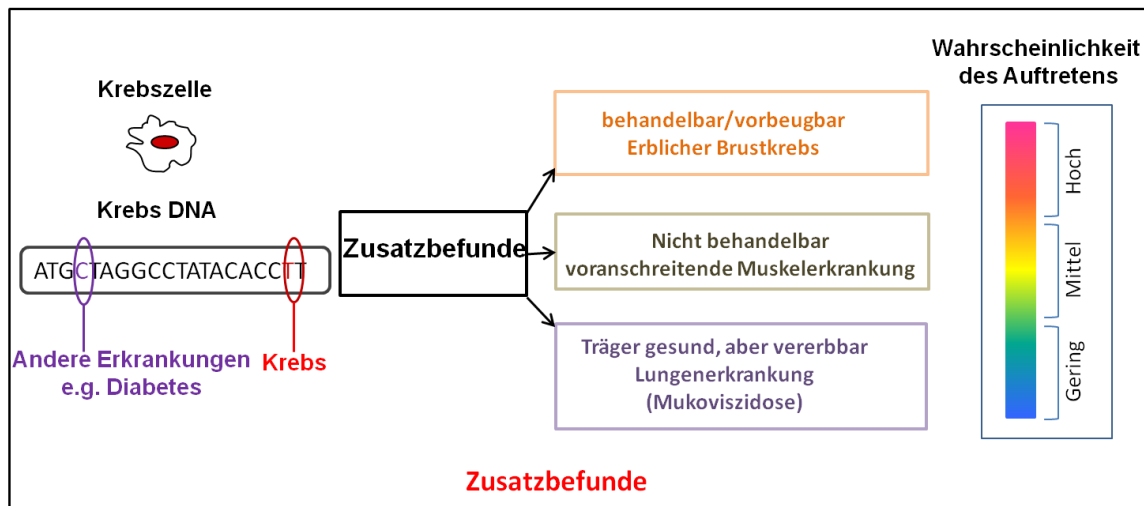 Krebszelle
Krebs DNA
ATGCTAGGCCTATACACCTT
Andere Erkrankungen
e.g. Diabetes
Krebs
Zusatzbefunde
behandelbar/vorbeugbar
Erblicher Brustkrebs
Nicht behandelbar
voranschreitende Muskelerkrankung
Träger gesund, aber vererbbar
Lungenerkrankung
(Mukoviszidose)
Wahrscheinlichkeit
des Auftretens
Hoch
Mittel
Gering
Zusatzbefunde